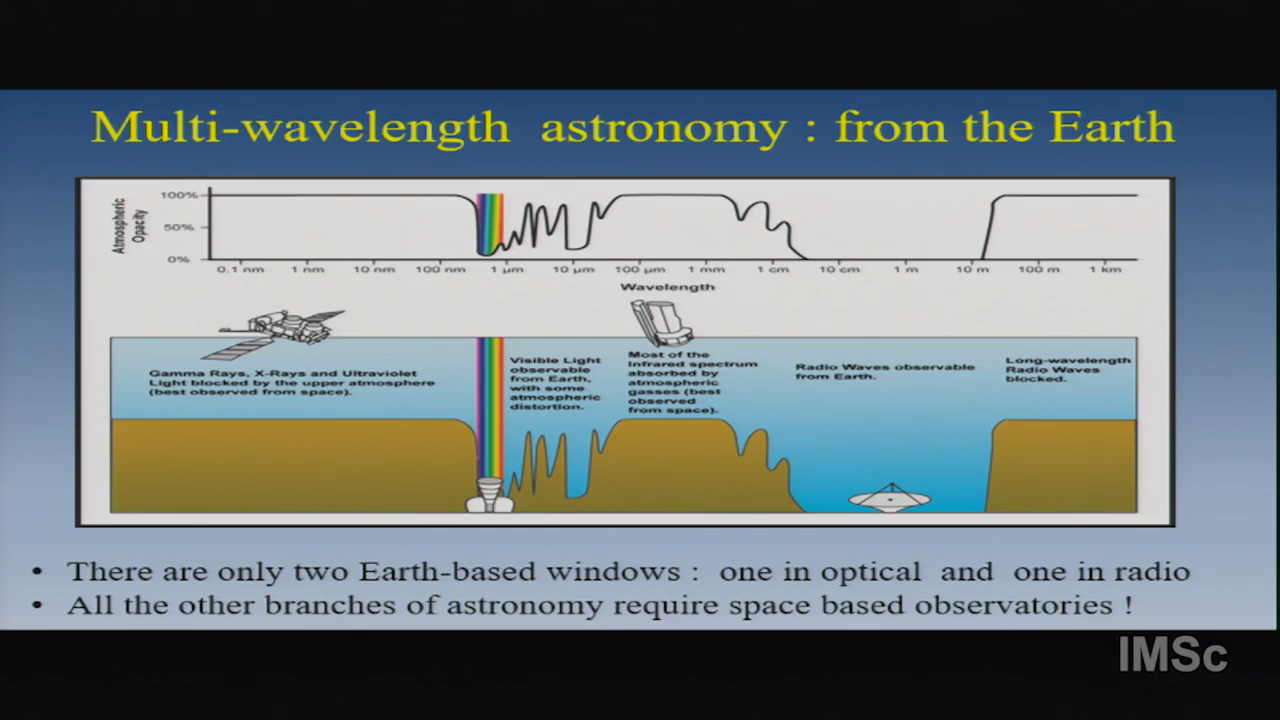 Multi-wavelength astronomy : from the Earth
Atmospheric
Opacity
100%
50%
0%
0.1 nm 1 nm 10 nm 100 nm 1 µm 10 µm 100 µm 1 mm 1 cm 10 cm 1 m 10 m 100 m 1 km
Wavelength
Gamma Rays, X-Rays and Ultraviolet
Light blocked by the upper atmosphere
(best observed from space).
Visible Light
observable
from Earth,
with some
atmospheric
distortion.
Most of the
Infrared spectrum
absorbed by
atmospheric
gasses (best
observed
from space).
Radio Waves observable
from Earth.
Long-wavelength
Radio Waves
blocked.
• There are only two Earth-based windows : one in optical and one in radio
• All the other branches of astronomy require space based observatories !
IMSc